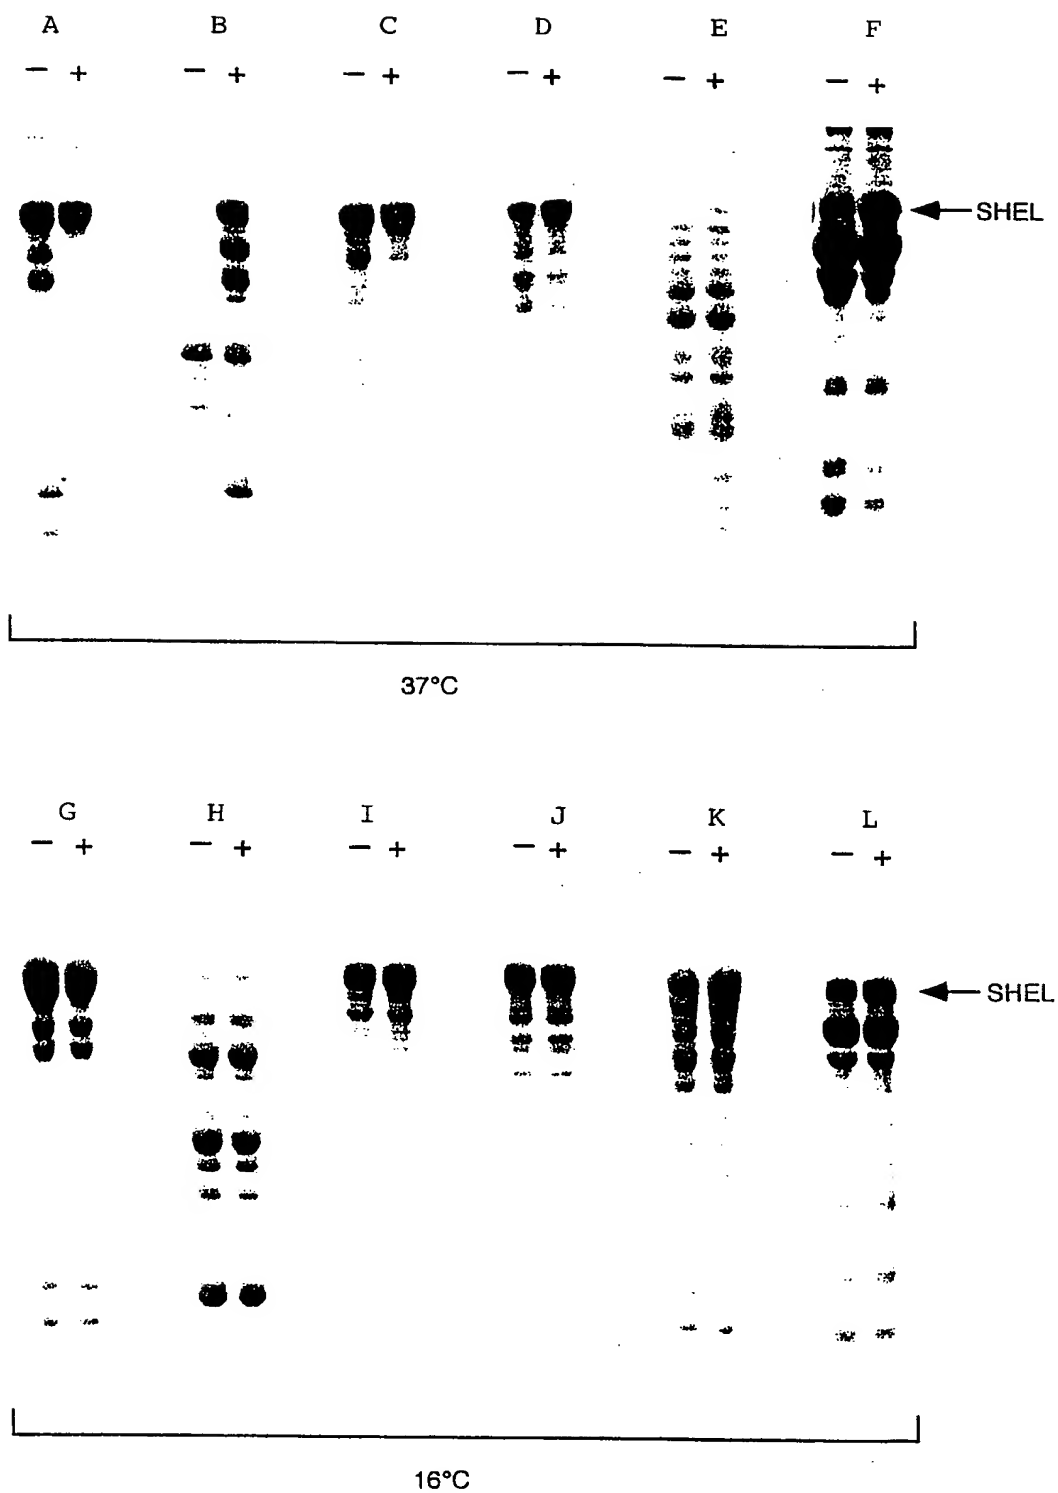 A B C D E F
− + − + − + − + − + − +
SHEL
37°C
G H I J K L
− + − + − + − + − + − +
SHEL
16°C